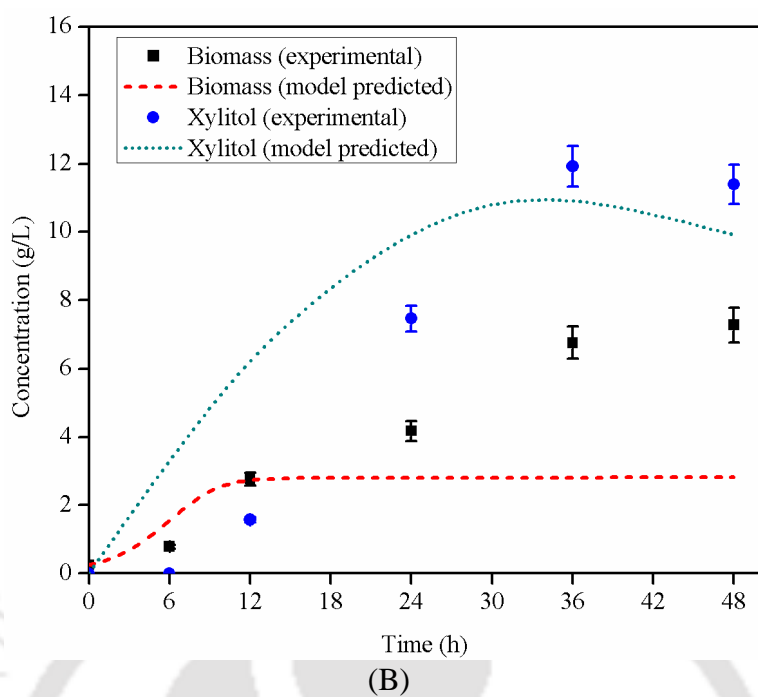 16
14
12
10
8
6
4
2
0
Concentration (g/L)
Biomass (experimental)
Biomass (model predicted)
Xylitol (experimental)
Xylitol (model predicted)
0 6 12 18 24 30 36 42 48
Time (h)
(B)